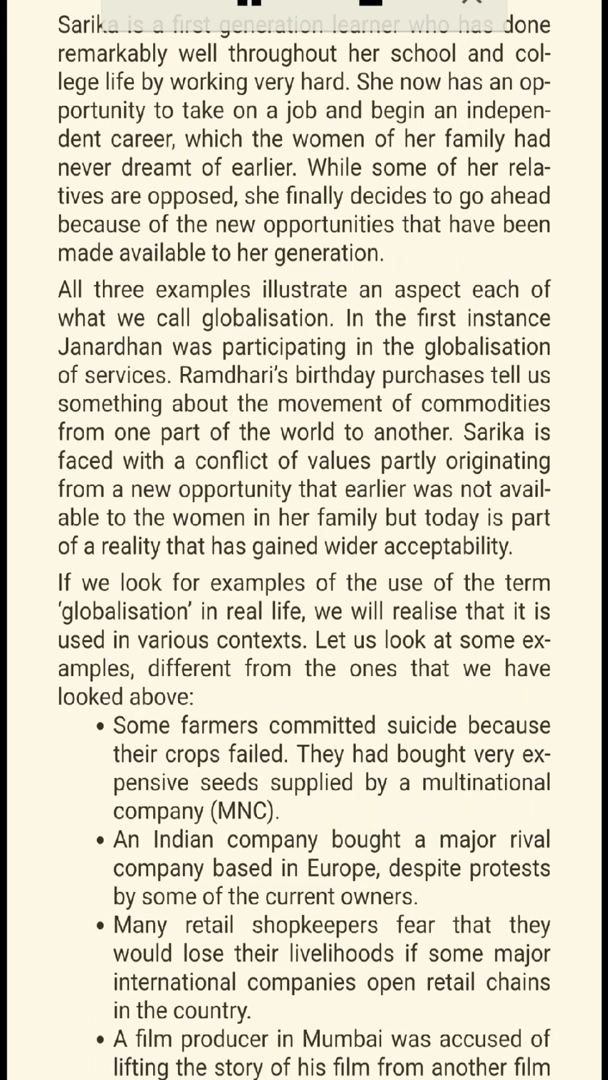 Sarika is a first generation learner who has done
remarkably well throughout her school and col-
lege life by working very hard. She now has an op-
portunity to take on a job and begin an indepen-
dent career, which the women of her family had
never dreamt of earlier. While some of her rela-
tives are opposed, she finally decides to go ahead
because of the new opportunities that have been
made available to her generation.
All three examples illustrate an aspect each of
what we call globalisation. In the first instance
Janardhan was participating in the globalisation
of services. Ramdhari's birthday purchases tell us
something about the movement of commodities
from one part of the world to another. Sarika is
faced with a conflict of values partly originating
from a new opportunity that earlier was not avail-
able to the women in her family but today is part
of a reality that has gained wider acceptability.
If we look for examples of the use of the term
‘globalisation’ in real life, we will realise that it is
used in various contexts. Let us look at some ex-
amples, different from the ones that we have
looked above:
• Some farmers committed suicide because
their crops failed. They had bought very ex-
pensive seeds supplied by a multinational
company (MNC).
• An Indian company bought a major rival
company based in Europe, despite protests
by some of the current owners.
• Many retail shopkeepers fear that they
would lose their livelihoods if some major
international companies open retail chains
in the country.
• A film producer in Mumbai was accused of
lifting the story of his film from another film